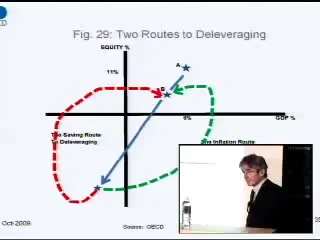 CD
Fig. 29: Two Routes to Deleveraging
EQUITY %
A
11%
B
6%
GDP %
The Saving Route
To Deleveraging
The Inflation Route
Oct 2009
Source: OECD